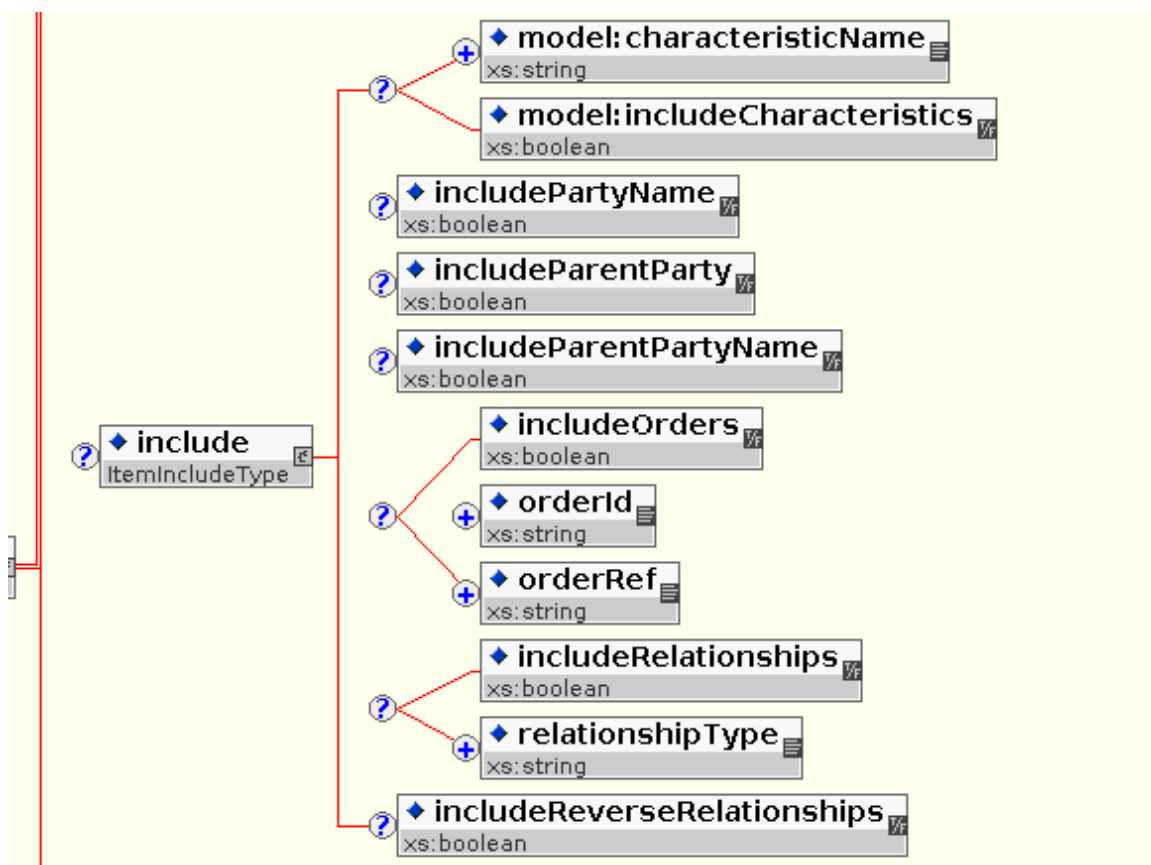 model:characteristicName
xs:string
model:includeCharacteristics
xs:boolean
includePartyName
xs:boolean
includeParentParty
xs:boolean
includeParentPartyName
xs:boolean
include
ItemIncludeType
includeOrders
xs:boolean
orderId
xs:string
orderRef
xs:string
includeRelationships
xs:boolean
relationshipType
xs:string
includeReverseRelationships
xs:boolean